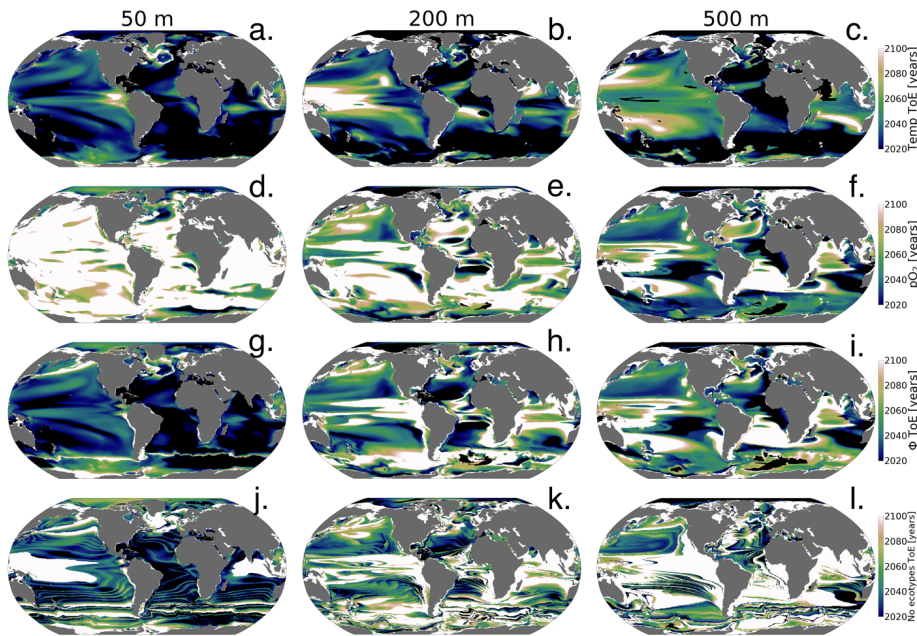 50 m 200 m 500 m
a. b. c.
2100
2080
2060
2040
2020
Temp ToE [years]
d. e. f.
2100
2080
2060
2040
2020
pO₂ [years]
g. h. i.
2100
2080
2060
2040
2020
Φ ToE [years]
j. k. l.
2100
2080
2060
2040
2020
No ecotypes ToE [years]